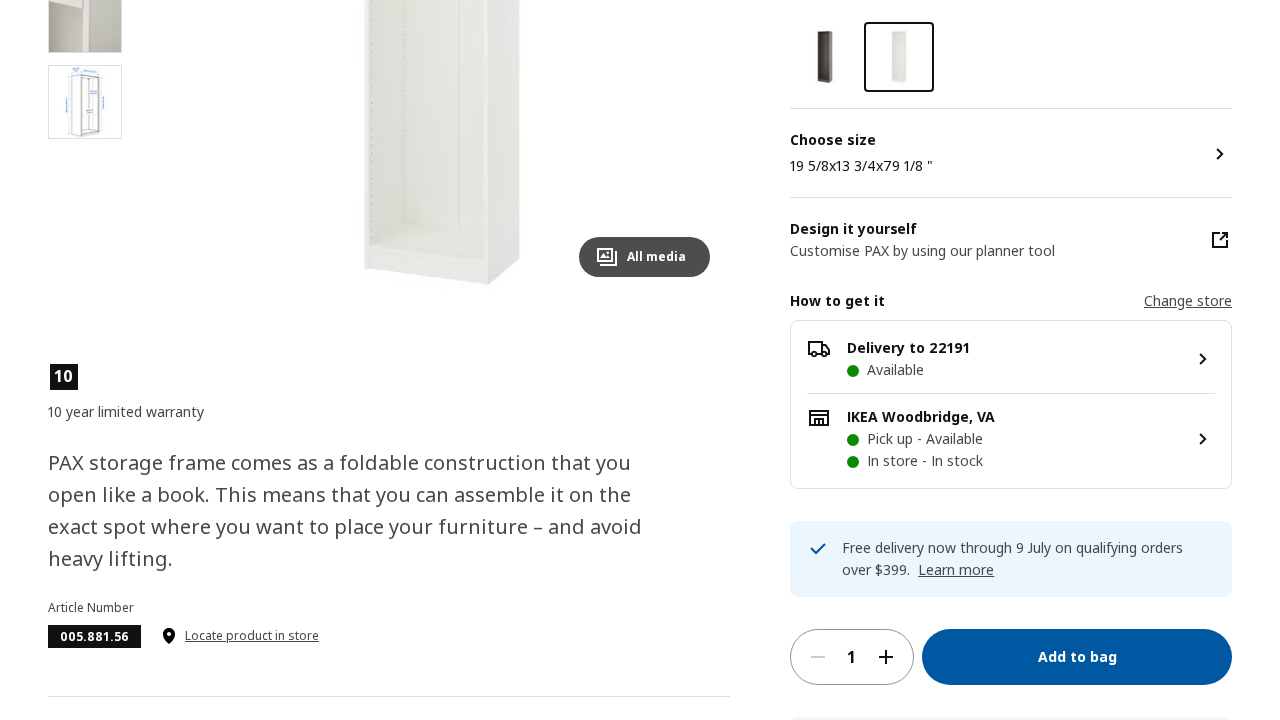 All media
10
10 year limited warranty
PAX storage frame comes as a foldable construction that you
open like a book. This means that you can assemble it on the
exact spot where you want to place your furniture – and avoid
heavy lifting.
Article Number
005.881.56
Locate product in store
Choose size
19 5/8x13 3/4x79 1/8 "
Design it yourself
Customise PAX by using our planner tool
How to get it
Change store
Delivery to 22191
Available
IKEA Woodbridge, VA
Pick up - Available
In store - In stock
Free delivery now through 9 July on qualifying orders
over $399. Learn more
1
Add to bag